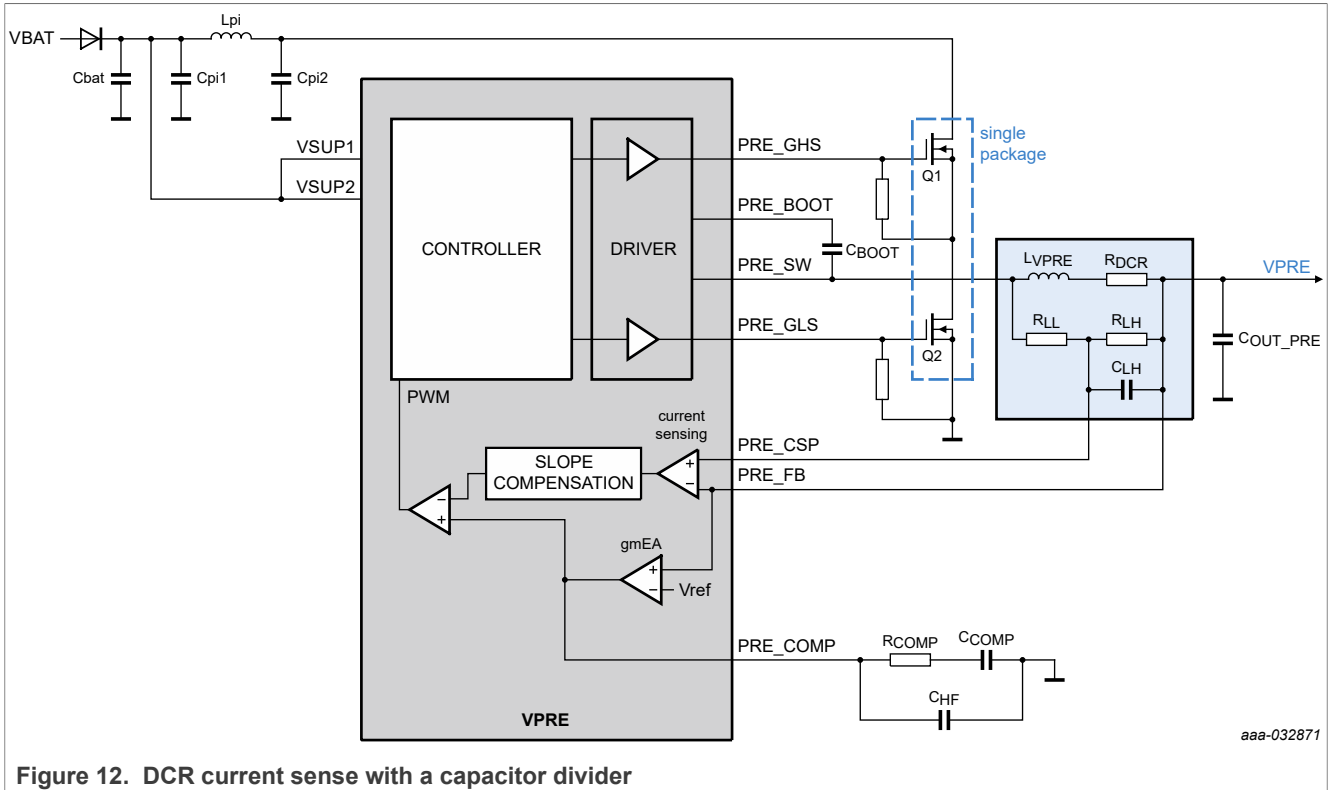 Lpi
VBAT
Cbat
Cpi1
Cpi2
VSUP1
VSUP2
CONTROLLER
DRIVER
PWM
PRE_GHS
PRE_BOOT
CBOOT
PRE_SW
PRE_GLS
Q1
Q2
single
package
LVPRE
RDCR
RLL
RLH
CLH
VPRE
COUT_PRE
current
sensing
PRE_CSP
PRE_FB
SLOPE
COMPENSATION
−
+
+
−
gmEA
+
−
Vref
PRE_COMP
RCOMP
CCOMP
CHF
VPRE
aaa-032871
Figure 12. DCR current sense with a capacitor divider